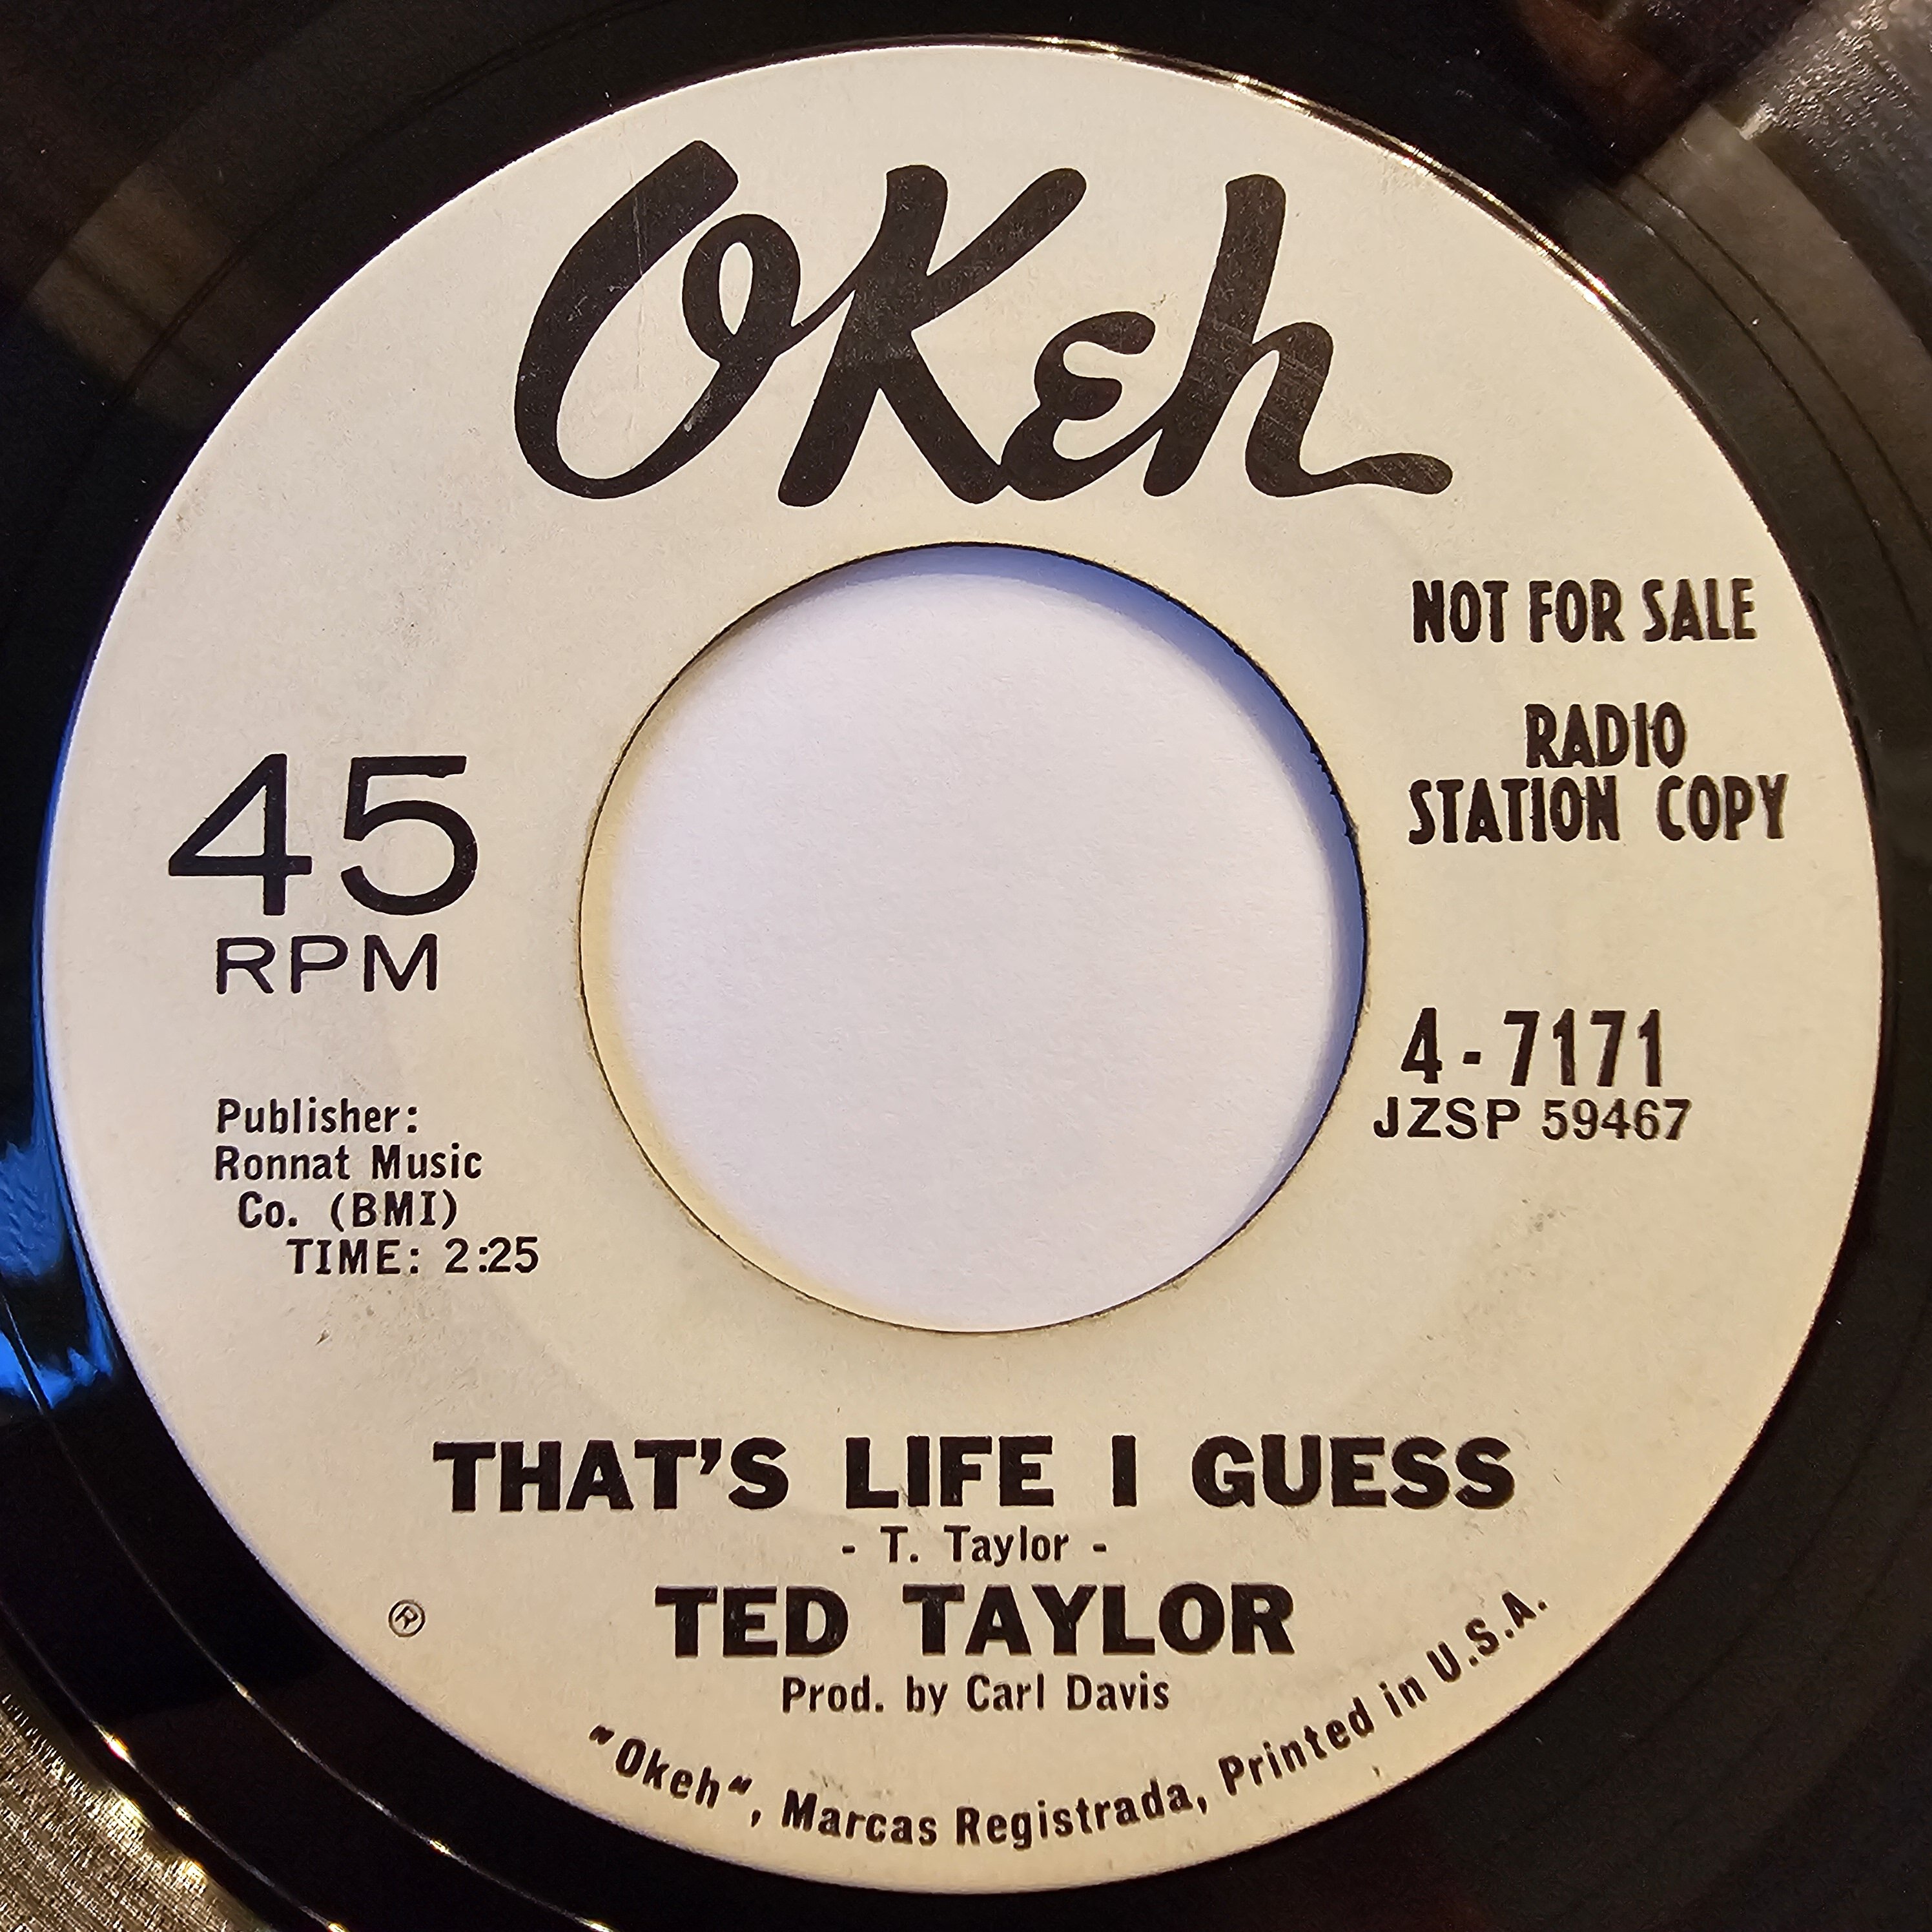 OKeh
NOT FOR SALE
RADIO
STATION COPY
45
RPM
4 - 7171
JZSP 59467
Publisher:
Ronnat Music
Co. (BMI)
TIME: 2:25
THAT'S LIFE I GUESS
- T. Taylor -
TED TAYLOR
®
Prod. by Carl Davis
"Okeh", Marcas Registrada, Printed in U.S.A.